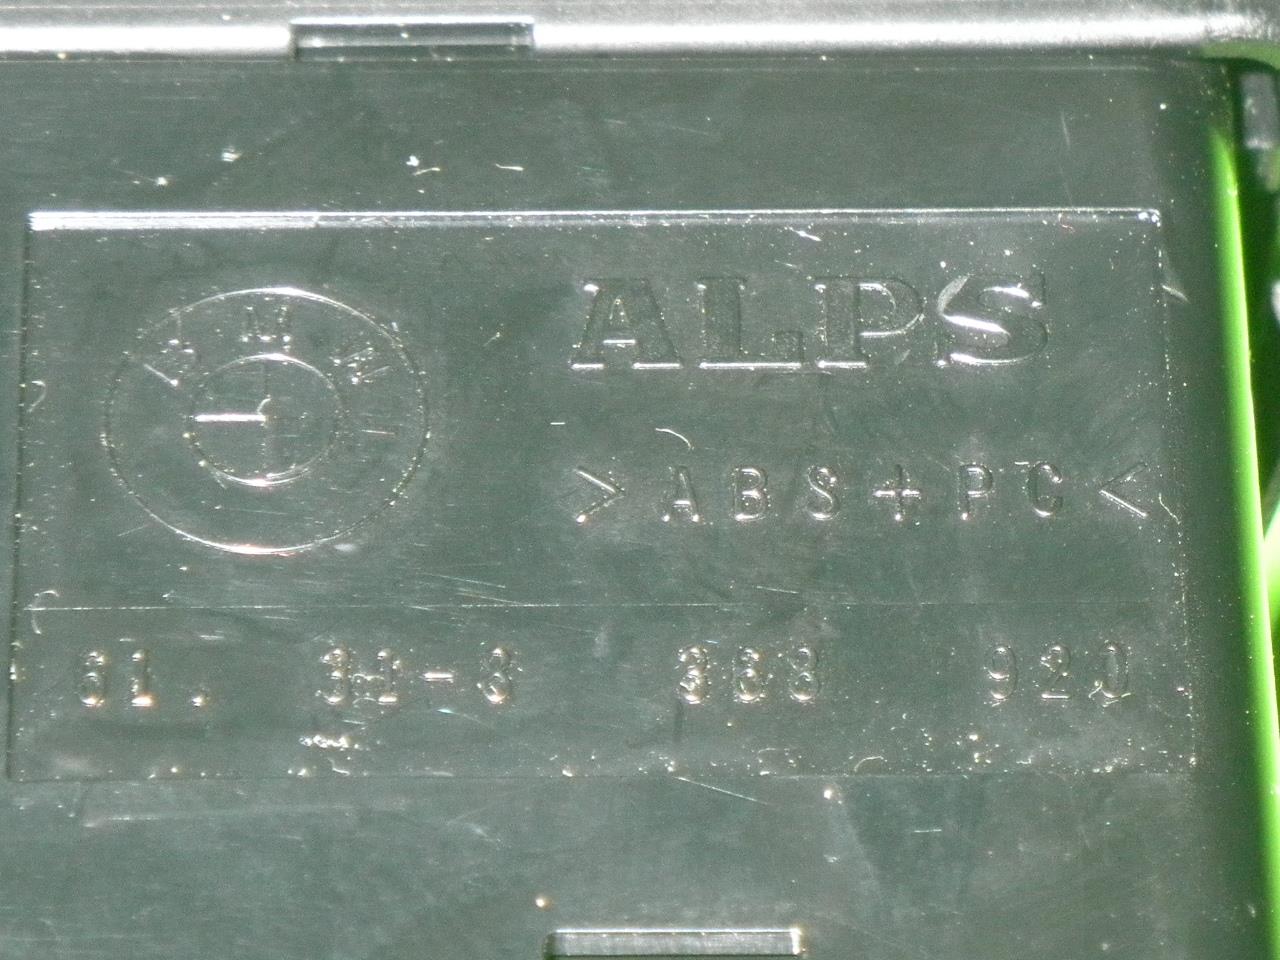 BMW
ALPS
>ABS+PC<
61. 31-8 368 920